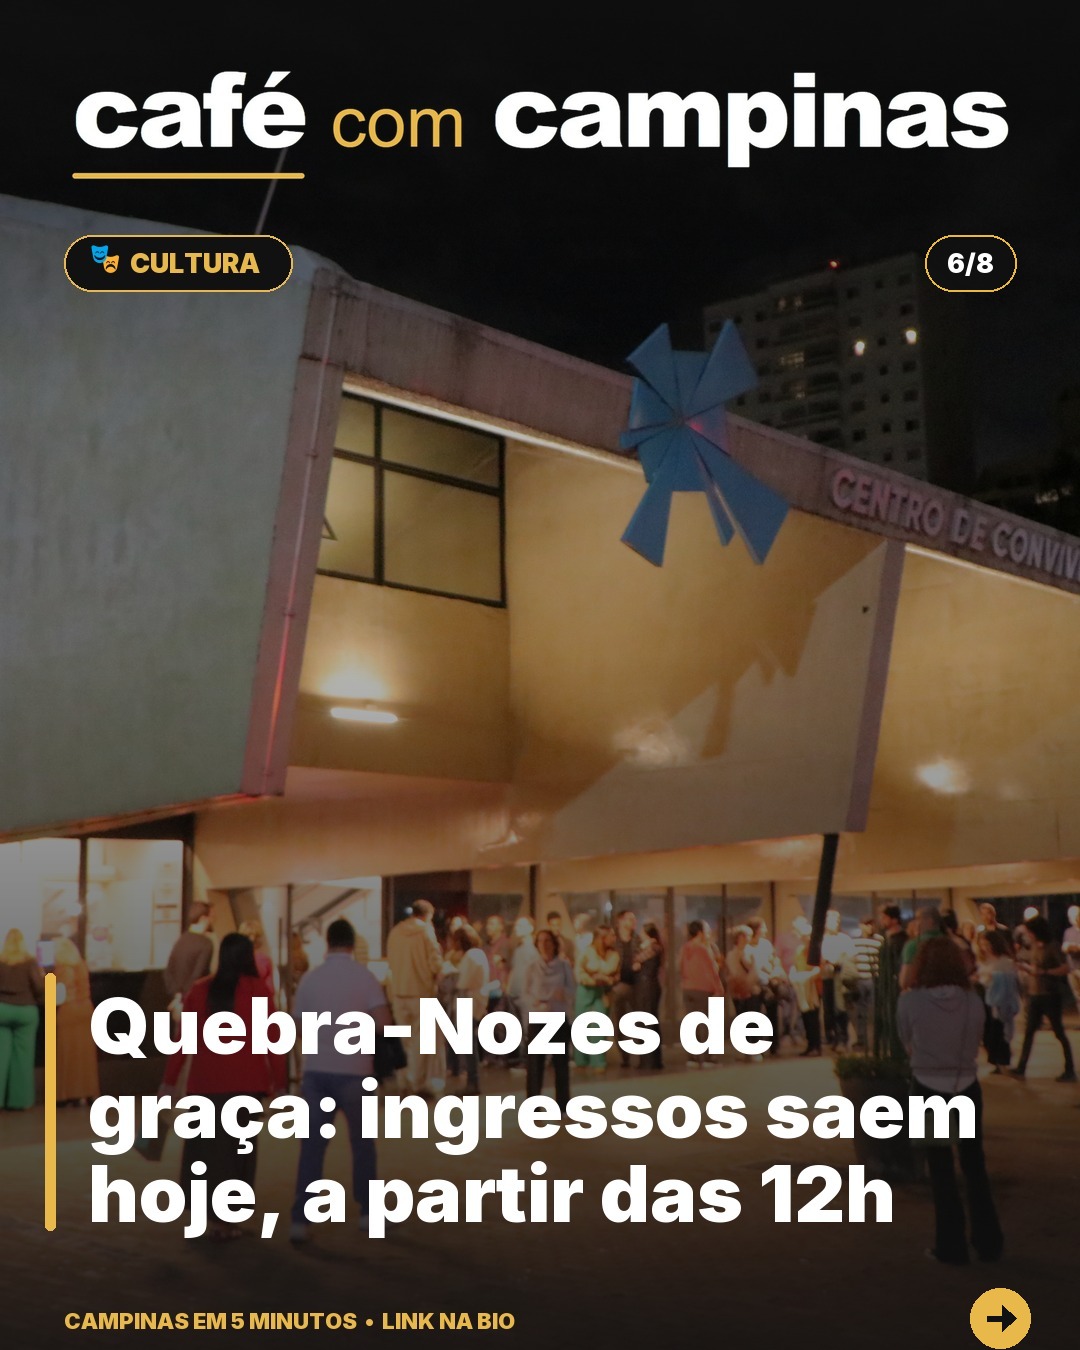 café com campinas
🎭 CULTURA
6/8
CENTRO DE CONVIV
Quebra-Nozes de
graça: ingressos saem
hoje, a partir das 12h
CAMPINAS EM 5 MINUTOS • LINK NA BIO